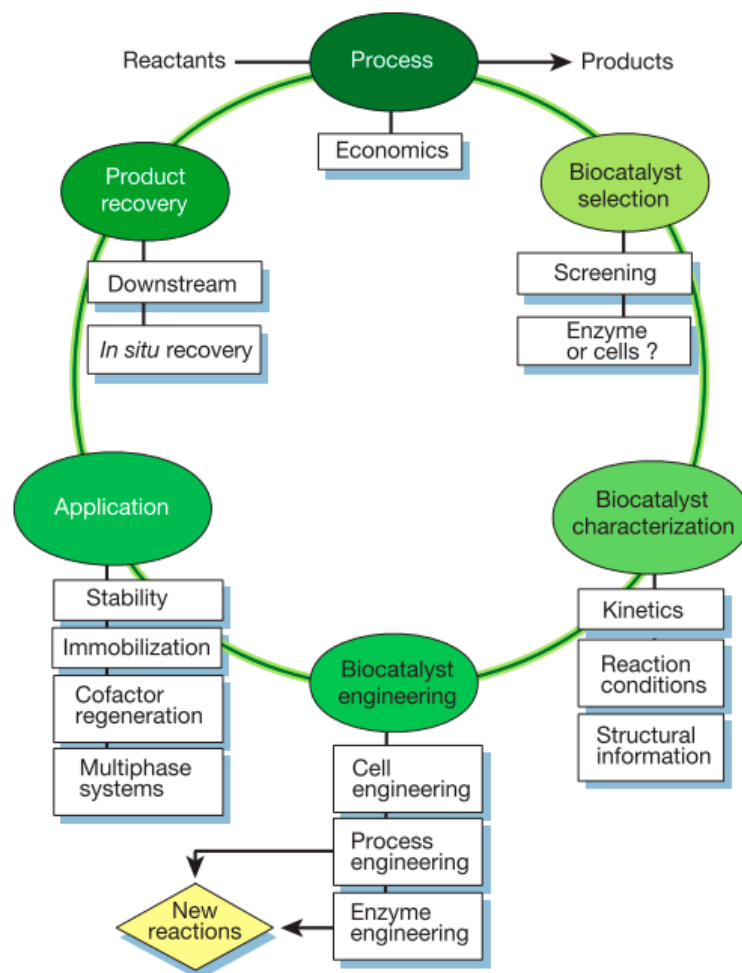 Reactants
Process
Products
Economics
Product
recovery
Downstream
In situ recovery
Biocatalyst
selection
Screening
Enzyme
or cells ?
Application
Stability
Immobilization
Cofactor
regeneration
Multiphase
systems
Biocatalyst
characterization
Kinetics
Reaction
conditions
Structural
information
Biocatalyst
engineering
Cell
engineering
Process
engineering
Enzyme
engineering
New
reactions